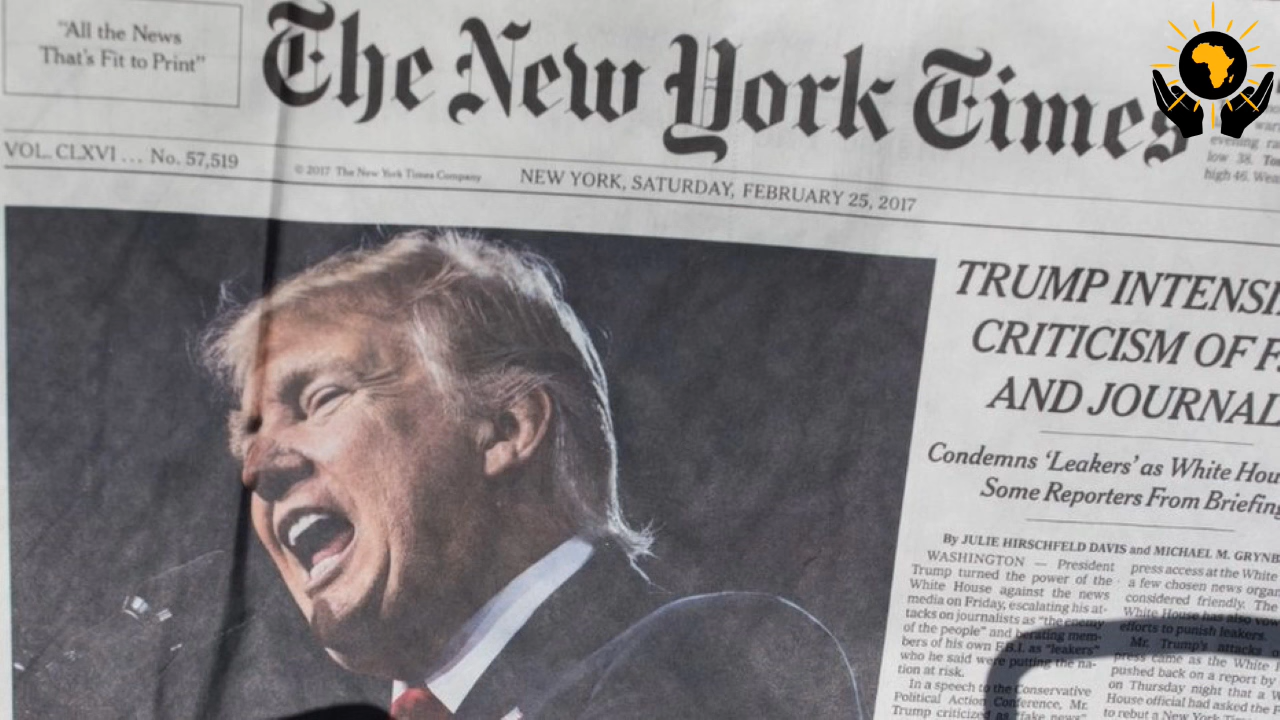 "All the News
That's Fit to Print"
The New York Times
VOL. CLXVI ... No. 57,519
© 2017 The New York Times Company
NEW YORK, SATURDAY, FEBRUARY 25, 2017
evening
low 38.
high 46.
TRUMP INTENSI
CRITICISM OF F.
AND JOURNAL
Condemns 'Leakers' as White Hou
Some Reporters From Briefing
By JULIE HIRSCHFELD DAVIS and MICHAEL M. GRYNB
WASHINGTON — President
Trump turned the power of the
White House against the news
media on Friday, escalating his at-
tacks on journalists as "the enemy
of the people" and berating mem-
bers of his own F.B.I. as "leakers"
who he said were putting the na-
tion at risk.
In a speech to the Conservative
Political Action Conference, Mr.
Trump criticized as "fake news"
press access at the White
a few chosen news organ
considered friendly. The
White House has also vow
efforts to punish leakers.
Mr. Trump's attacks o
press came as the White
pushed back on a report by
on Thursday night that a W
House official had asked the F
to rebut a New York